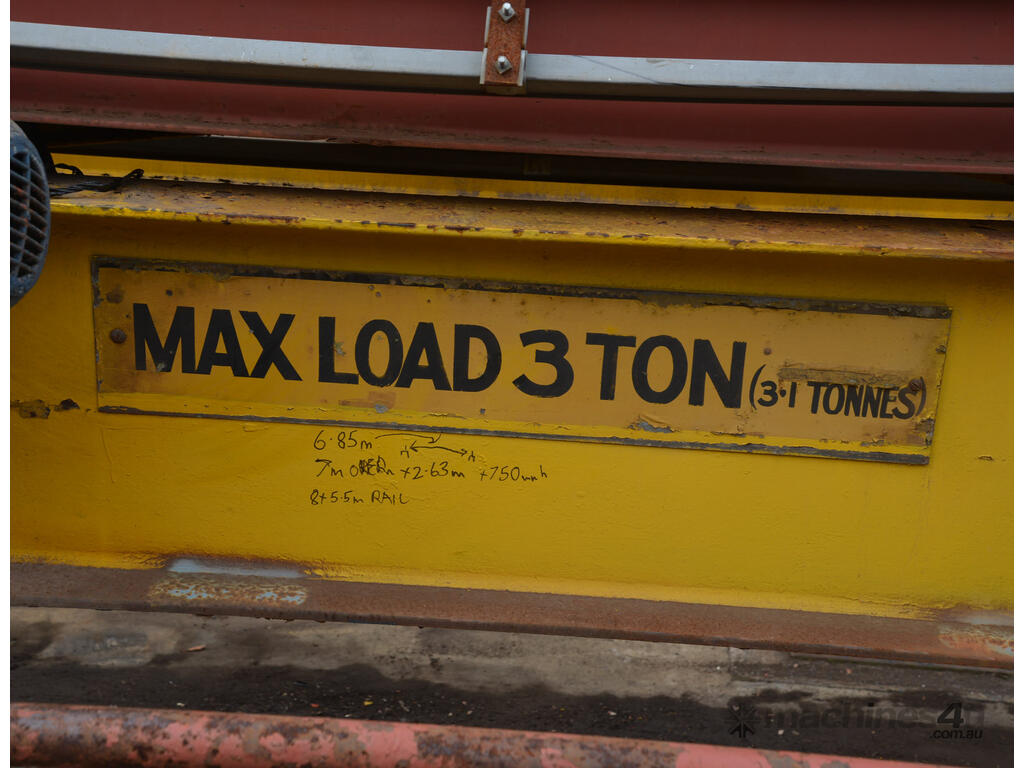 MAX LOAD 3 TON (3·1 TONNES)
6·85m
7m OVER x 2·63m x 750mm h
8 x 5·5m RAIL
machines4u
.com.au